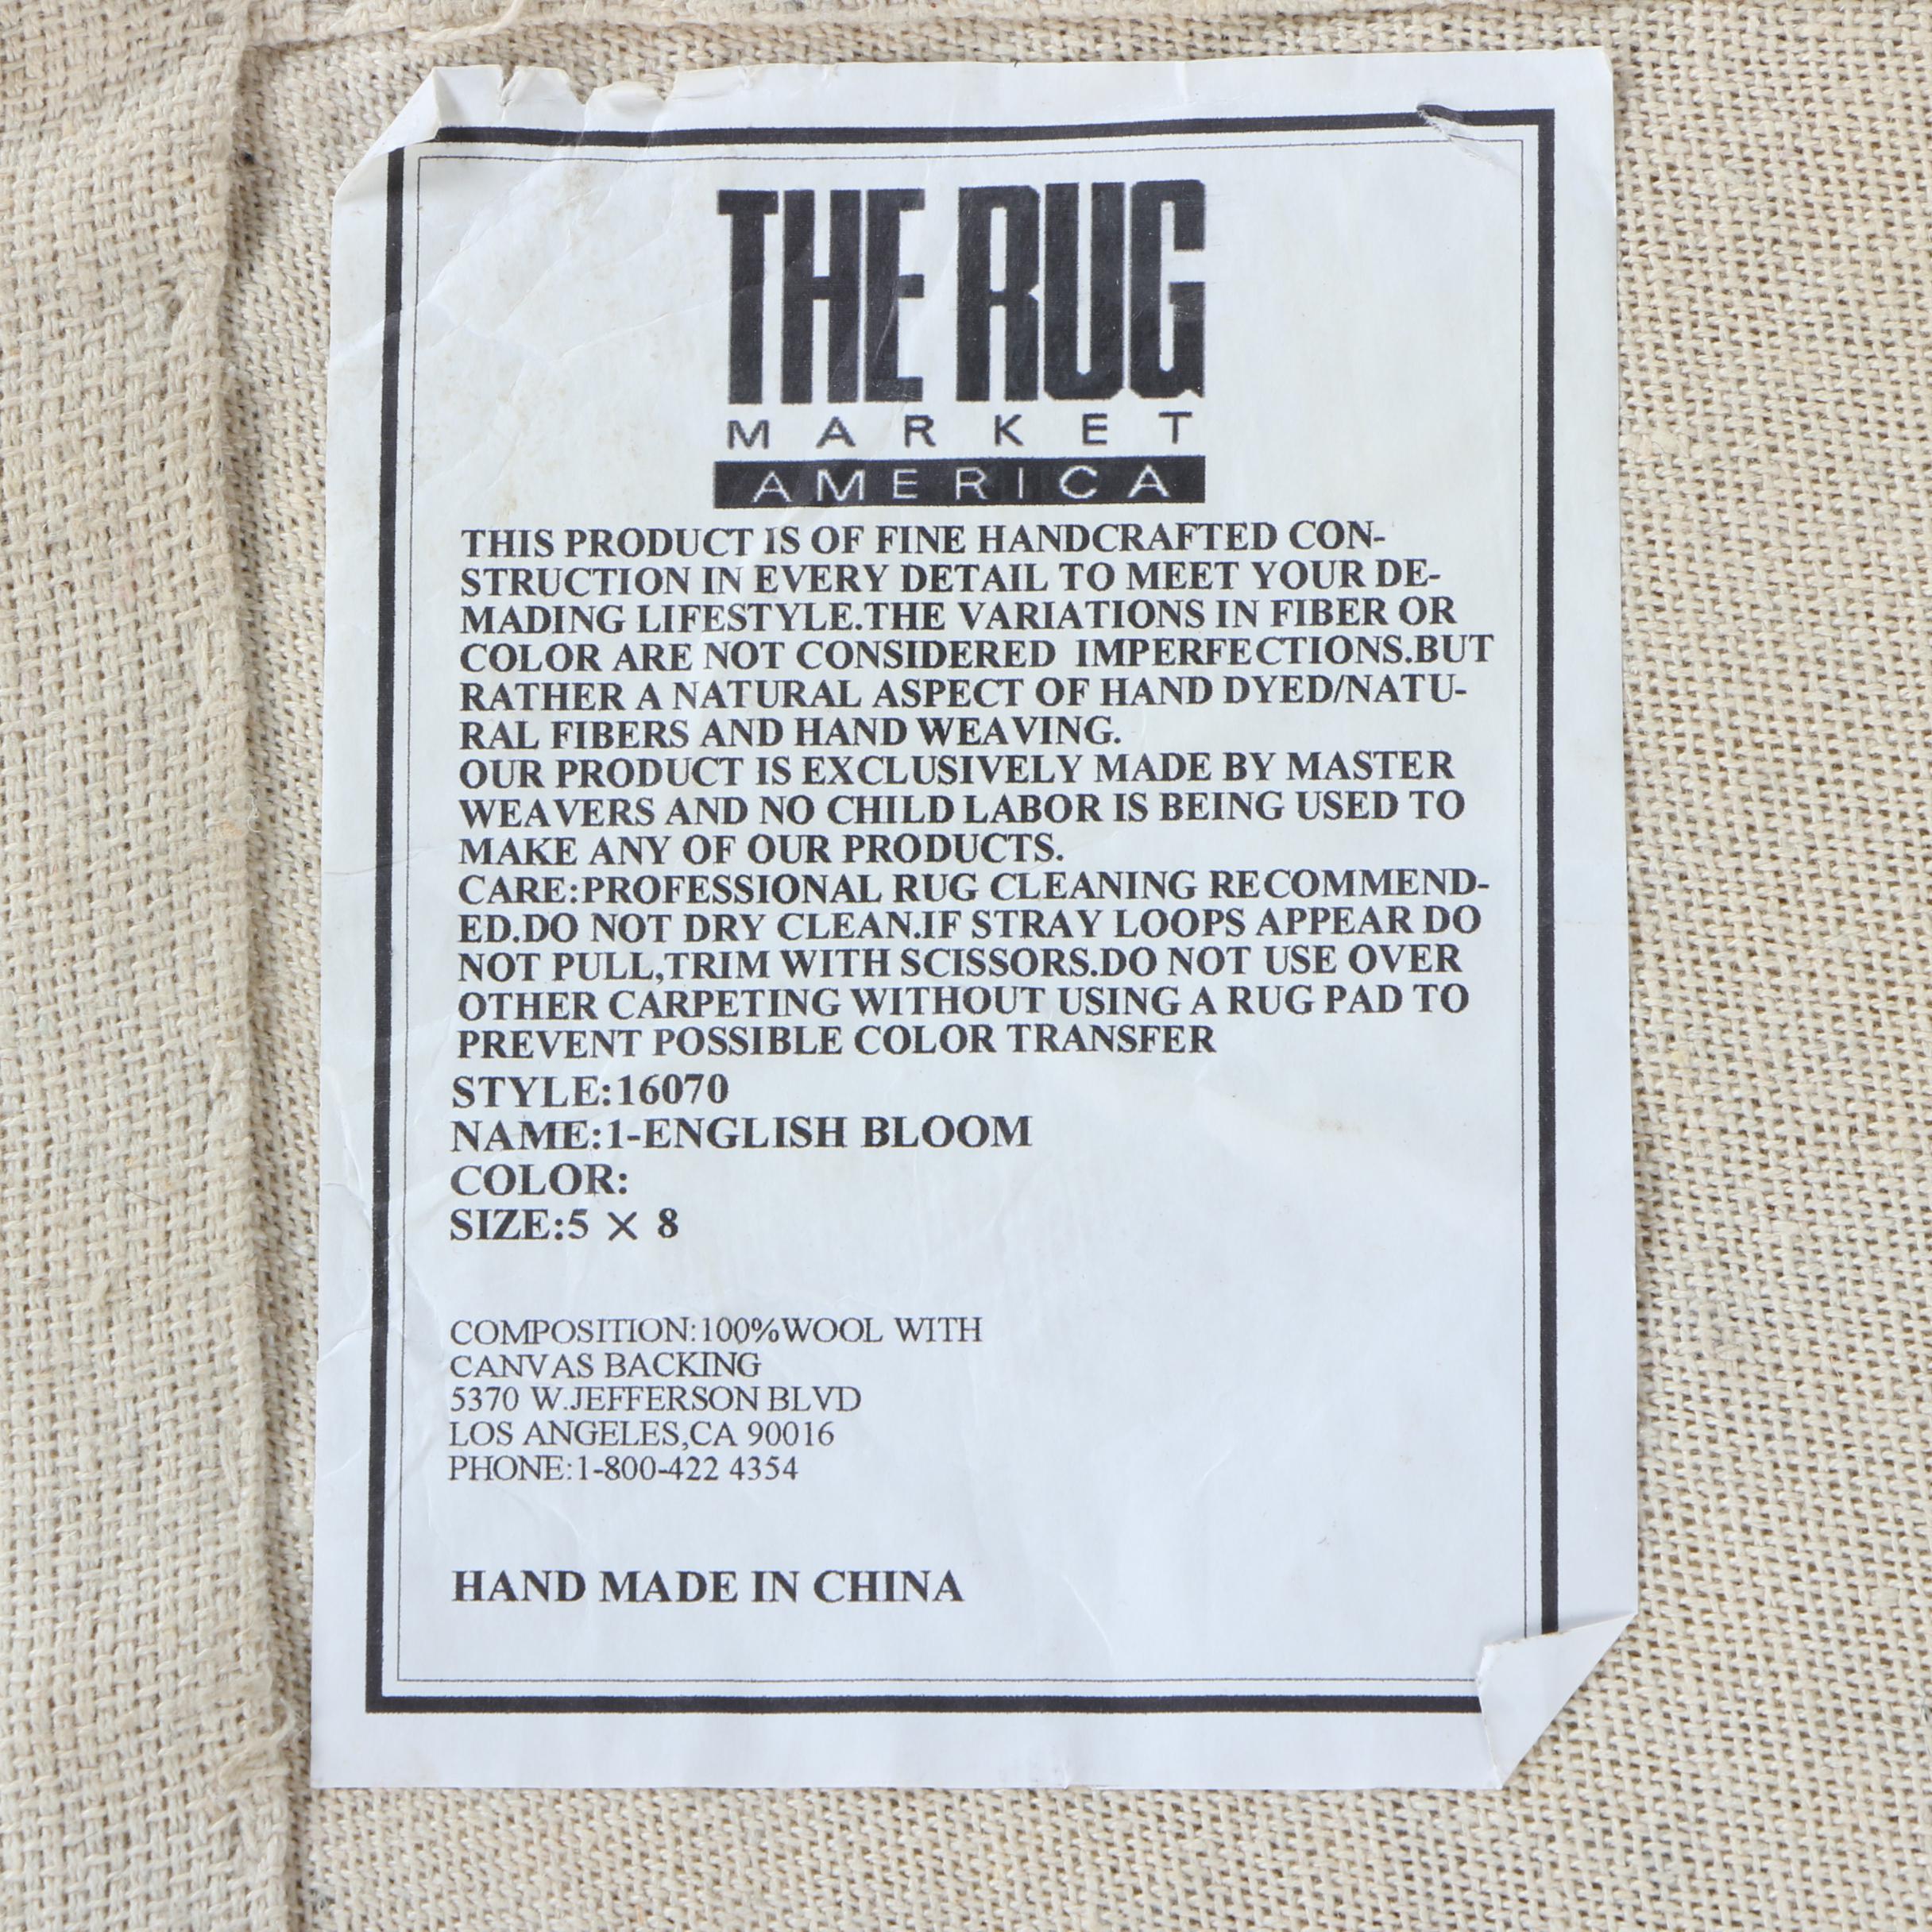 THE RUG
MARKET
AMERICA
THIS PRODUCT IS OF FINE HANDCRAFTED CON-
STRUCTION IN EVERY DETAIL TO MEET YOUR DE-
MADING LIFESTYLE.THE VARIATIONS IN FIBER OR
COLOR ARE NOT CONSIDERED IMPERFECTIONS.BUT
RATHER A NATURAL ASPECT OF HAND DYED/NATU-
RAL FIBERS AND HAND WEAVING.
OUR PRODUCT IS EXCLUSIVELY MADE BY MASTER
WEAVERS AND NO CHILD LABOR IS BEING USED TO
MAKE ANY OF OUR PRODUCTS.
CARE:PROFESSIONAL RUG CLEANING RECOMMEND-
ED.DO NOT DRY CLEAN.IF STRAY LOOPS APPEAR DO
NOT PULL,TRIM WITH SCISSORS.DO NOT USE OVER
OTHER CARPETING WITHOUT USING A RUG PAD TO
PREVENT POSSIBLE COLOR TRANSFER
STYLE:16070
NAME:1-ENGLISH BLOOM
COLOR:
SIZE:5 × 8
COMPOSITION:100%WOOL WITH
CANVAS BACKING
5370 W.JEFFERSON BLVD
LOS ANGELES,CA 90016
PHONE:1-800-422 4354
HAND MADE IN CHINA